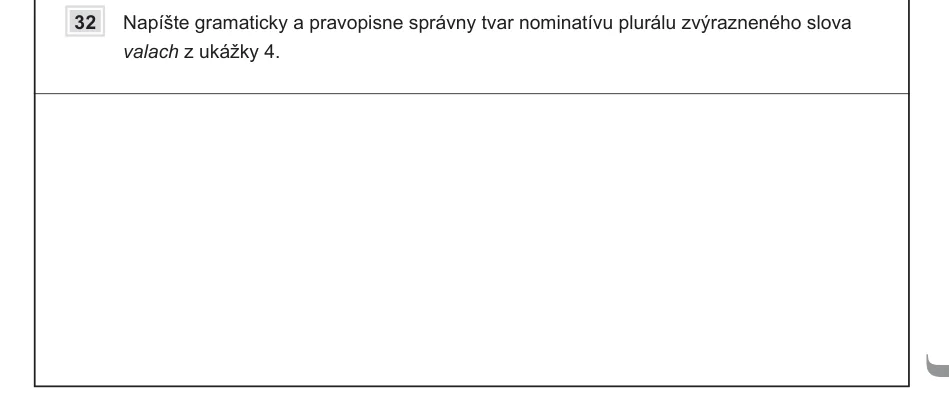 32 Napíšte gramaticky a pravopisne správny tvar nominatívu plurálu zvýrazneného slova
valach z ukážky 4.